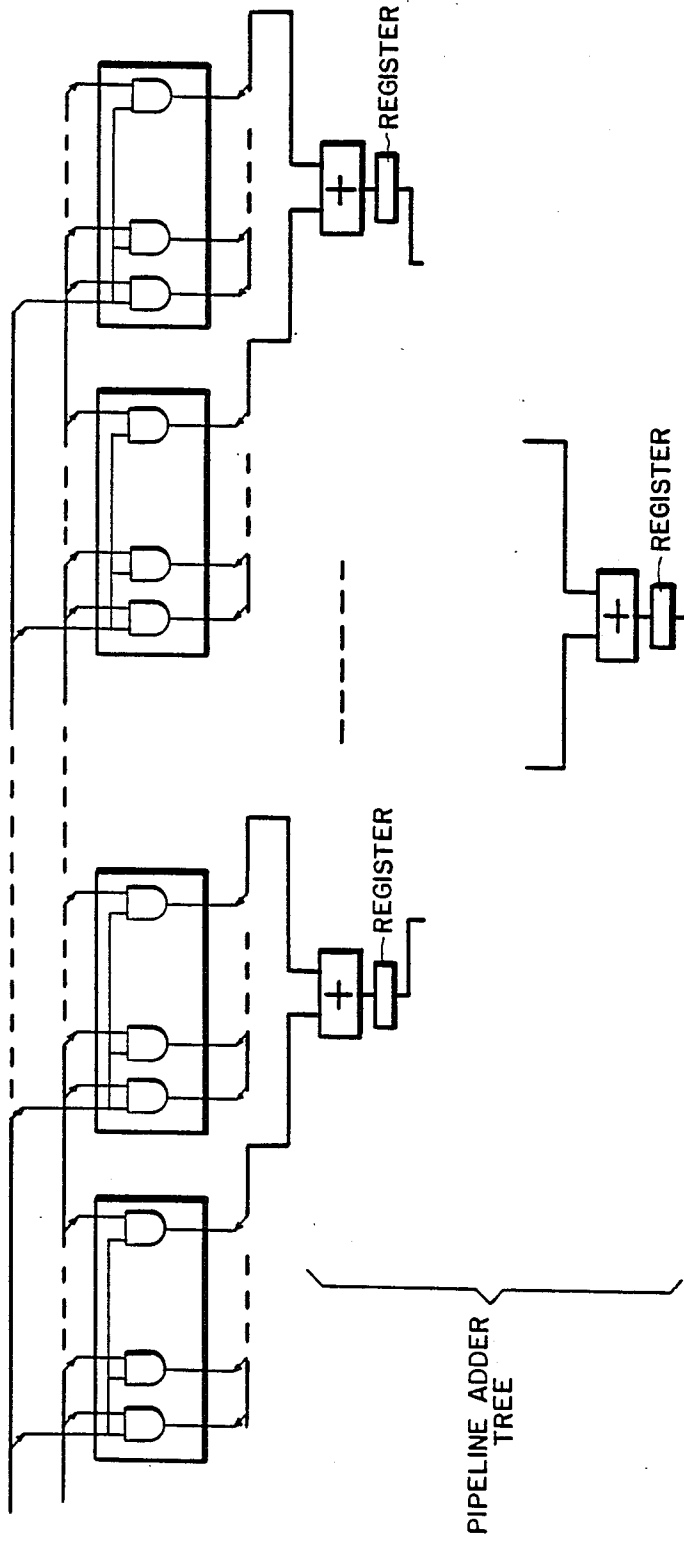 REGISTER
REGISTER
REGISTER
PIPELINE ADDER
TREE
+
+
+